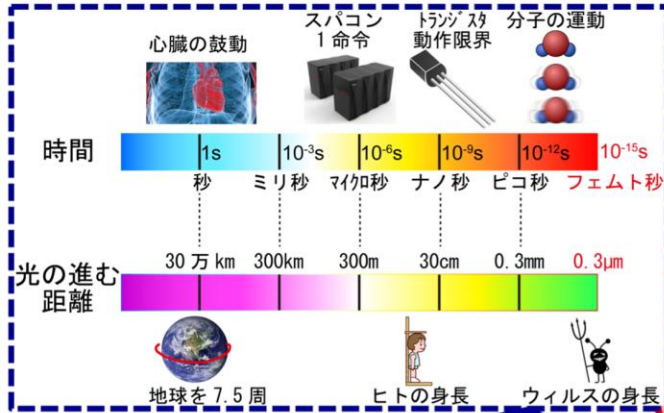 心臓の鼓動
スパコン
1命令
トランジスタ
動作限界
分子の運動
時間
1s
10-3s
10-6s
10-9s
10-12s
10-15s
秒
ミリ秒
マイクロ秒
ナノ秒
ピコ秒
フェムト秒
光の進む
距離
30万km
300km
300m
30cm
0.3mm
0.3μm
地球を7.5周
ヒトの身長
ウィルスの身長